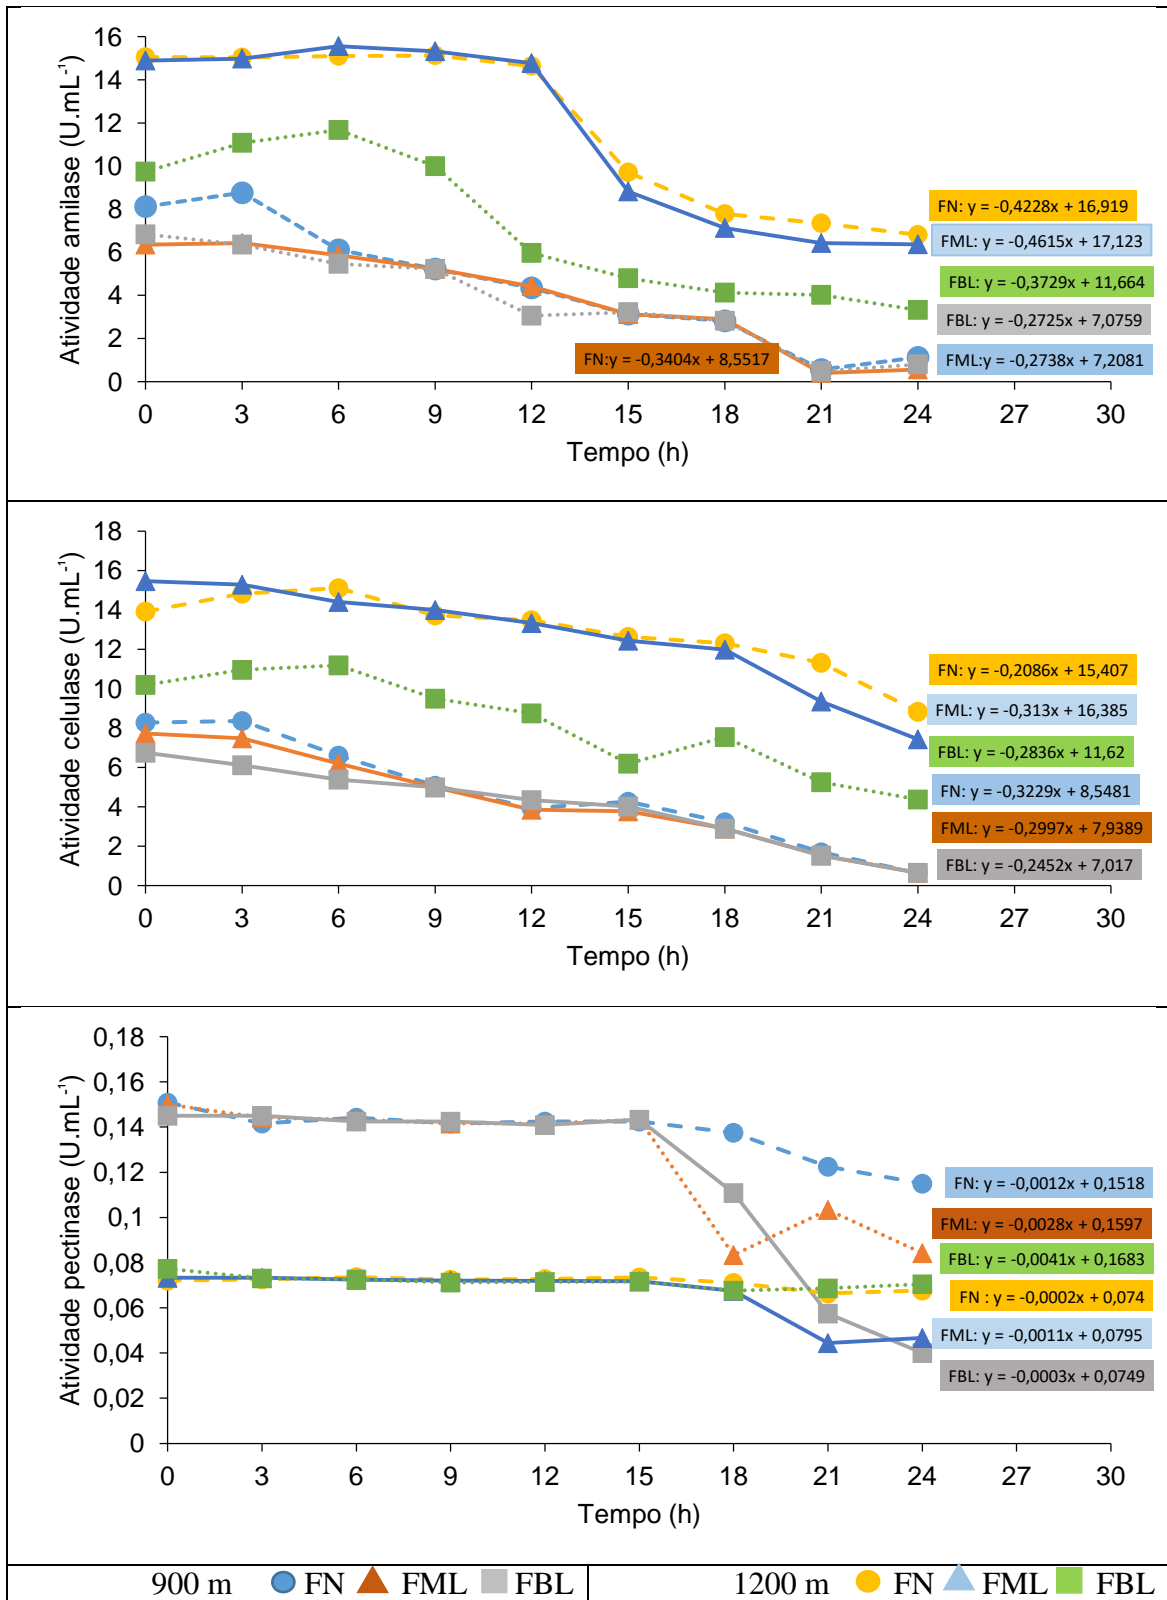 Atividade amilase (U.mL⁻¹)
16
14
12
10
8
6
4
2
0
FN: y = -0,4228x + 16,919
FML: y = -0,4615x + 17,123
FBL: y = -0,3729x + 11,664
FBL: y = -0,2725x + 7,0759
FN:y = -0,3404x + 8,5517
FML:y = -0,2738x + 7,2081
0 3 6 9 12 15 18 21 24 27 30
Tempo (h)
Atividade celulase (U.mL⁻¹)
18
16
14
12
10
8
6
4
2
0
FN: y = -0,2086x + 15,407
FML: y = -0,313x + 16,385
FBL: y = -0,2836x + 11,62
FN: y = -0,3229x + 8,5481
FML: y = -0,2997x + 7,9389
FBL: y = -0,2452x + 7,017
0 3 6 9 12 15 18 21 24 27 30
Tempo (h)
Atividade pectinase (U.mL⁻¹)
0,18
0,16
0,14
0,12
0,1
0,08
0,06
0,04
0,02
0
FN: y = -0,0012x + 0,1518
FML: y = -0,0028x + 0,1597
FBL: y = -0,0041x + 0,1683
FN : y = -0,0002x + 0,074
FML: y = -0,0011x + 0,0795
FBL: y = -0,0003x + 0,0749
0 3 6 9 12 15 18 21 24 27 30
Tempo (h)
900 m FN FML FBL 1200 m FN FML FBL